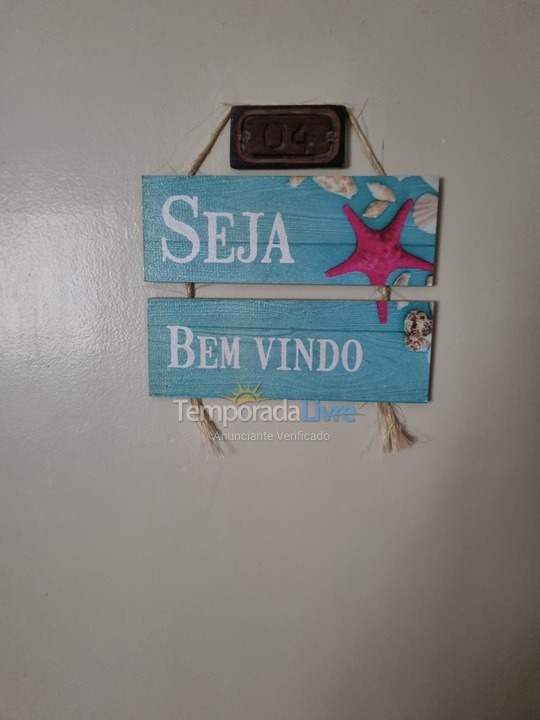 04
SEJA
BEM VINDO
TemporadaLivre
Anunciante Verificado